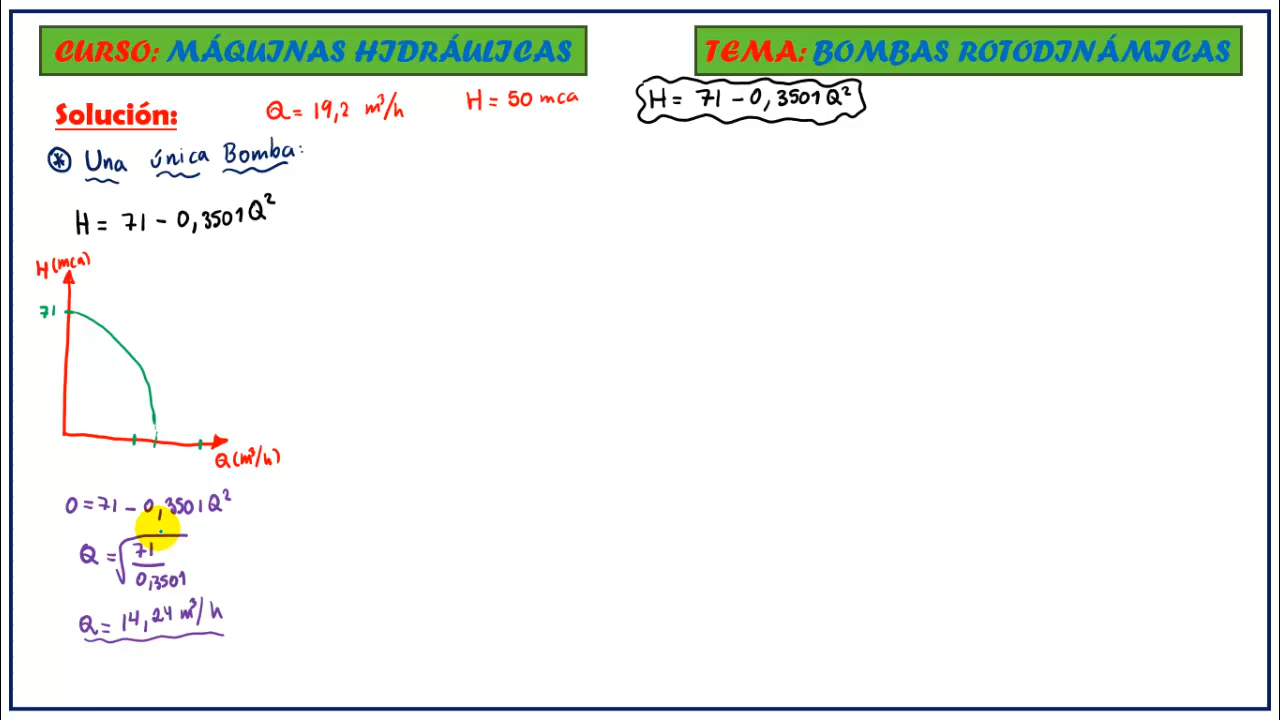 CURSO: MÁQUINAS HIDRÁULICAS
TEMA: BOMBAS ROTODINÁMICAS
Solución:
Q = 19,2 m³/h
H = 50 mca
H = 71 - 0,3501 Q²
* Una única Bomba:
H = 71 - 0,3501 Q²
H (mca)
71
Q (m³/h)
0 = 71 - 0,3501 Q²
Q = √71/0,3501
Q = 14,24 m³/h